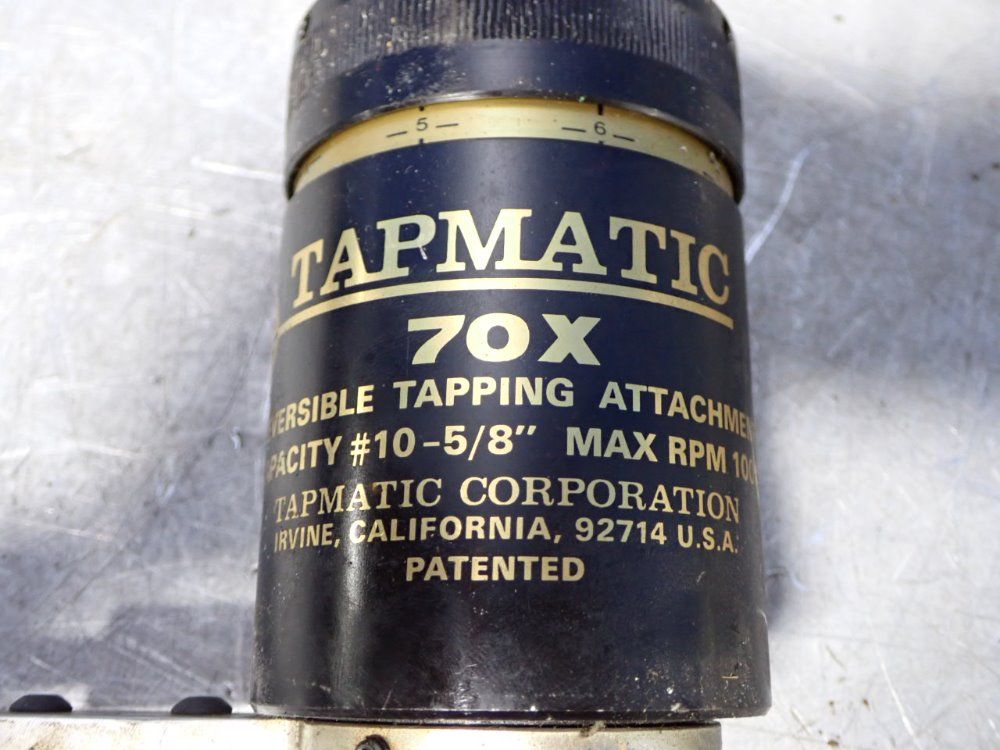 — 5 — — 6 —
TAPMATIC
70X
VERSIBLE TAPPING ATTACHMEN
PACITY #10-5/8" MAX RPM 100
TAPMATIC CORPORATION
IRVINE, CALIFORNIA, 92714 U.S.A.
PATENTED